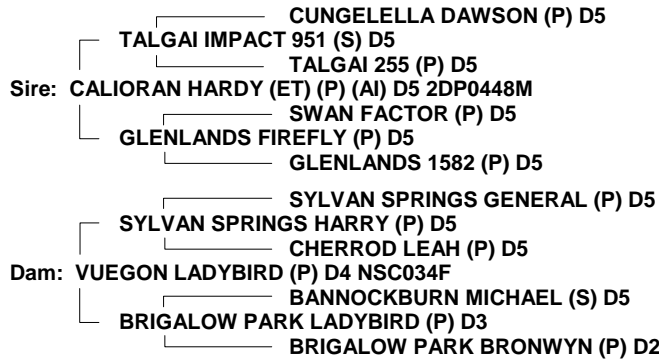 CUNGELELLA DAWSON (P) D5
TALGAI IMPACT 951 (S) D5
TALGAI 255 (P) D5
Sire: CALIORAN HARDY (ET) (P) (AI) D5 2DP0448M
SWAN FACTOR (P) D5
GLENLANDS FIREFLY (P) D5
GLENLANDS 1582 (P) D5
SYLVAN SPRINGS GENERAL (P) D5
SYLVAN SPRINGS HARRY (P) D5
CHERROD LEAH (P) D5
Dam: VUEGON LADYBIRD (P) D4 NSC034F
BANNOCKBURN MICHAEL (S) D5
BRIGALOW PARK LADYBIRD (P) D3
BRIGALOW PARK BRONWYN (P) D2